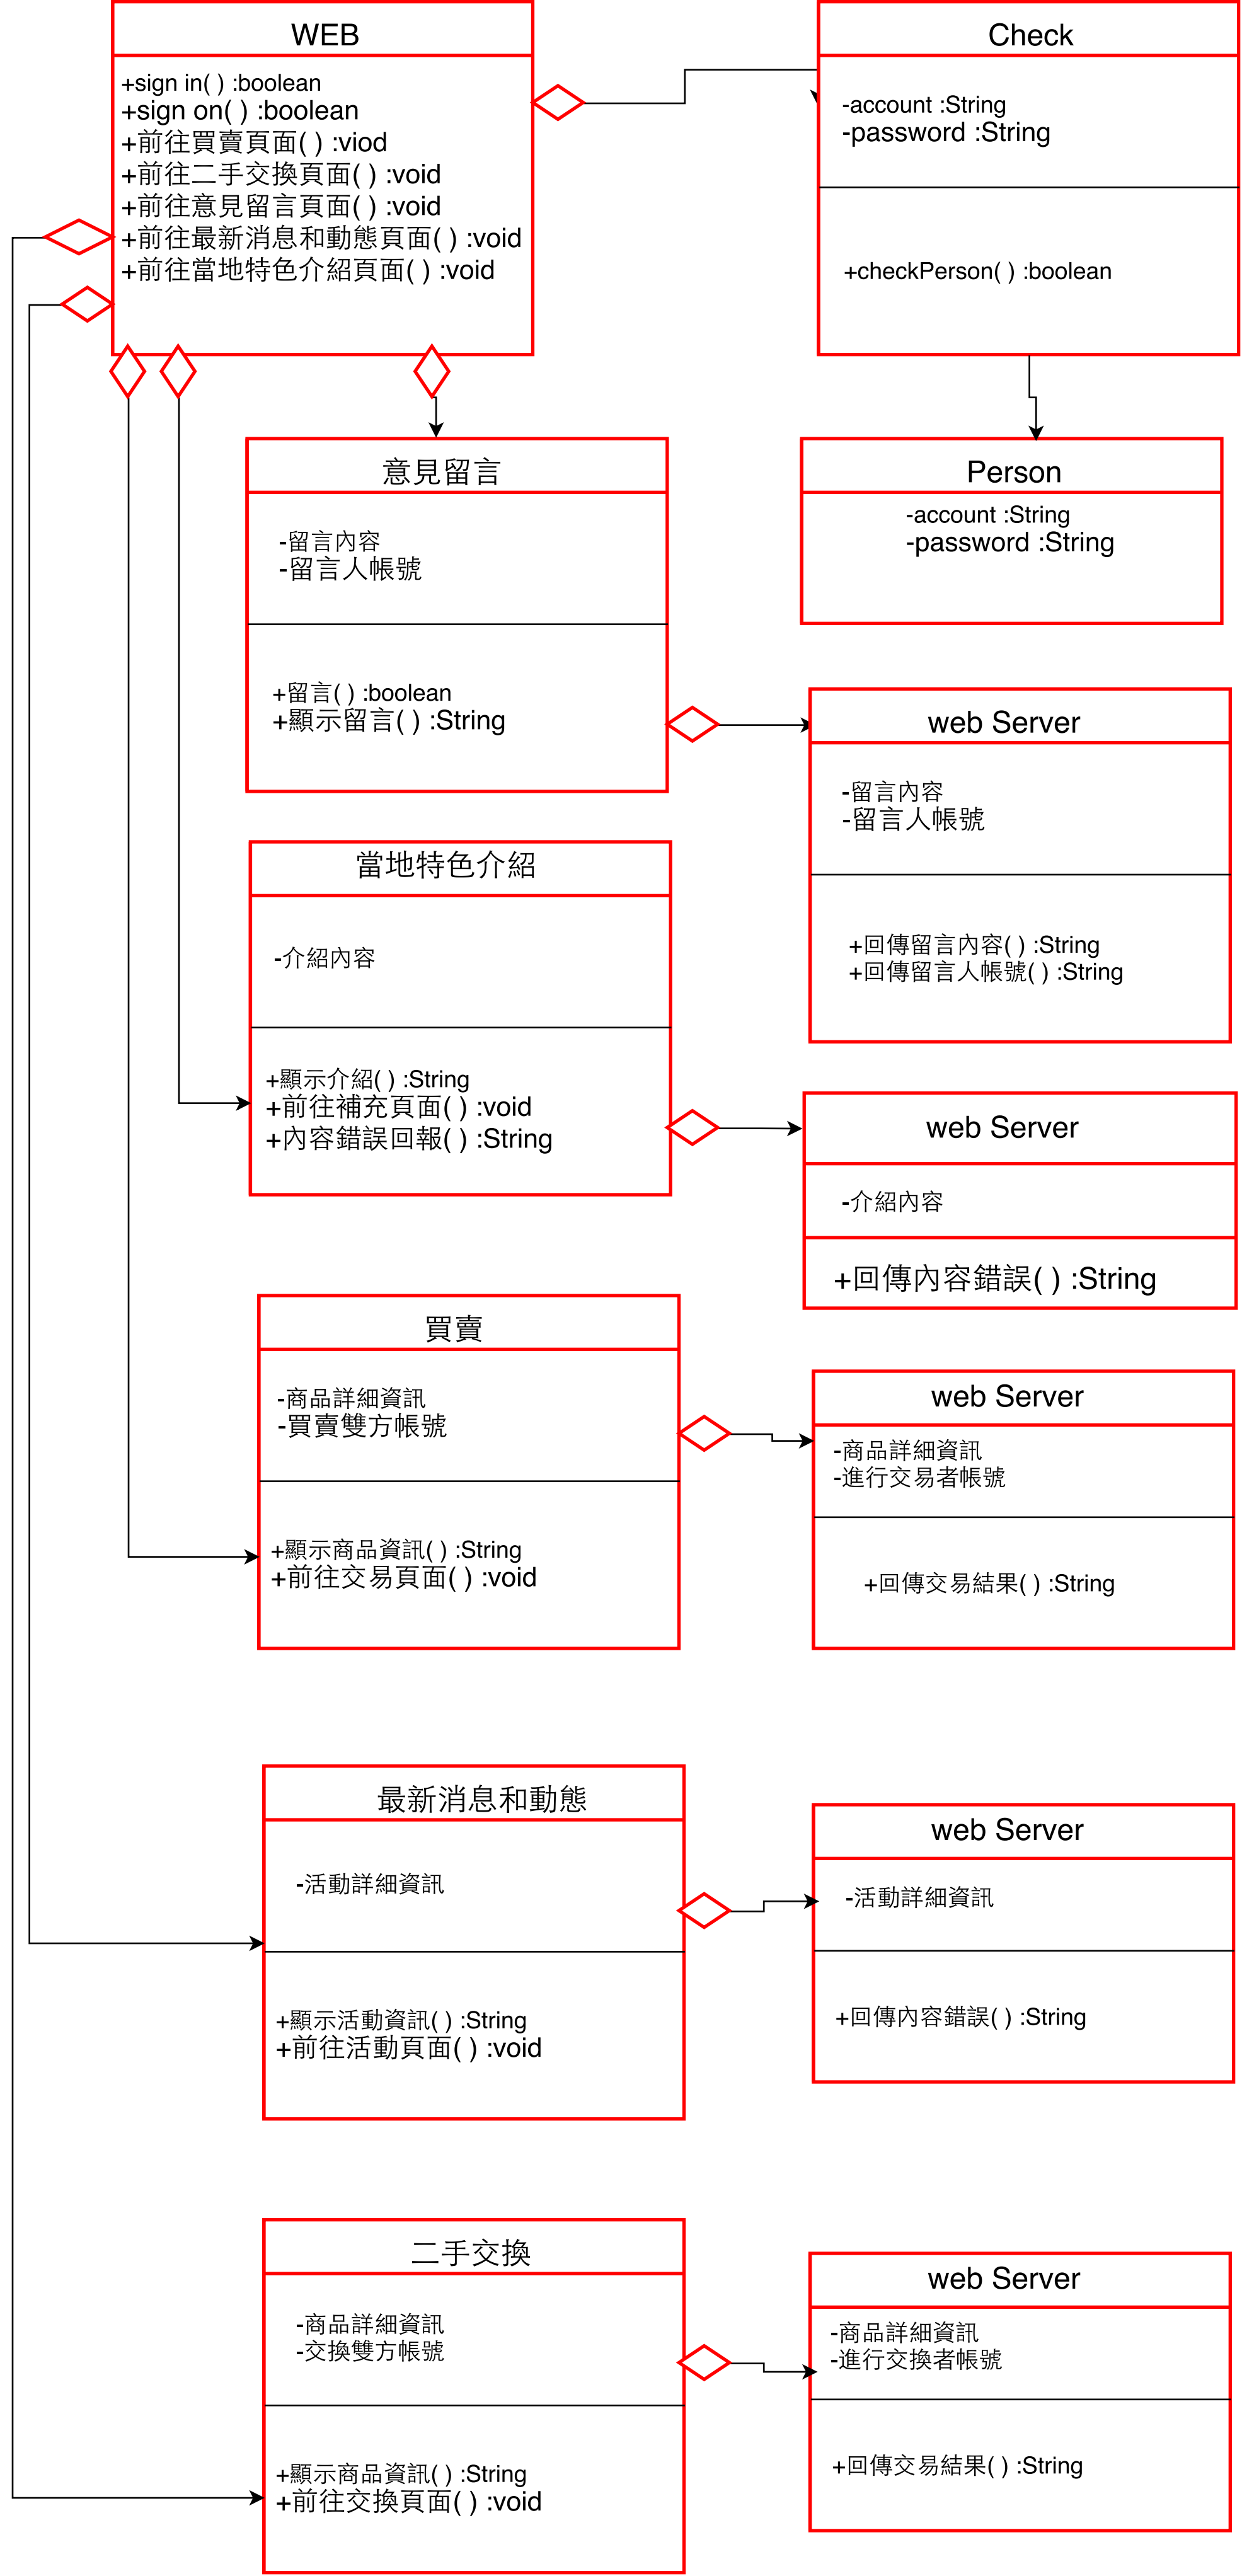 WEB
+sign in( ) :boolean
+sign on( ) :boolean
+前往買賣頁面( ) :viod
+前往二手交換頁面( ) :void
+前往意見留言頁面( ) :void
+前往最新消息和動態頁面( ) :void
+前往當地特色介紹頁面( ) :void
Check
-account :String
-password :String
+checkPerson( ) :boolean
意見留言
-留言內容
-留言人帳號
+留言( ) :boolean
+顯示留言( ) :String
Person
-account :String
-password :String
web Server
-留言內容
-留言人帳號
+回傳留言內容( ) :String
+回傳留言人帳號( ) :String
當地特色介紹
-介紹內容
+顯示介紹( ) :String
+前往補充頁面( ) :void
+內容錯誤回報( ) :String
web Server
-介紹內容
+回傳內容錯誤( ) :String
買賣
-商品詳細資訊
-買賣雙方帳號
+顯示商品資訊( ) :String
+前往交易頁面( ) :void
web Server
-商品詳細資訊
-進行交易者帳號
+回傳交易結果( ) :String
最新消息和動態
-活動詳細資訊
+顯示活動資訊( ) :String
+前往活動頁面( ) :void
web Server
-活動詳細資訊
+回傳內容錯誤( ) :String
二手交換
-商品詳細資訊
-交換雙方帳號
+顯示商品資訊( ) :String
+前往交換頁面( ) :void
web Server
-商品詳細資訊
-進行交換者帳號
+回傳交易結果( ) :String